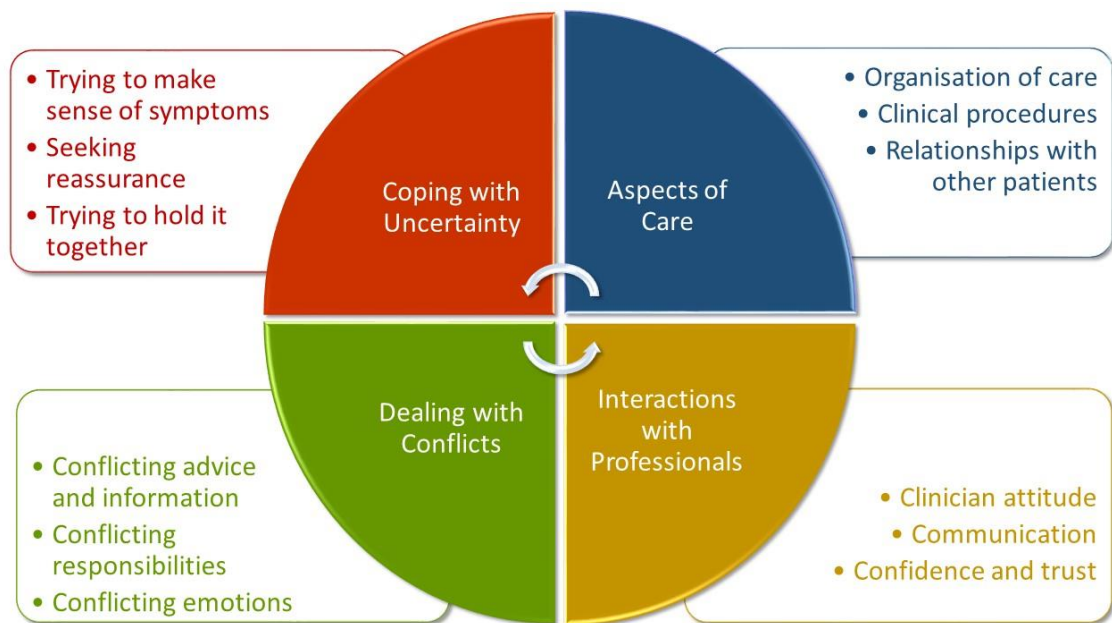 • Trying to make
sense of symptoms
• Seeking
reassurance
• Trying to hold it
together
Coping with
Uncertainty
Aspects of
Care
• Organisation of care
• Clinical procedures
• Relationships with
other patients
• Conflicting advice
and information
• Conflicting
responsibilities
• Conflicting emotions
Dealing with
Conflicts
Interactions
with
Professionals
• Clinician attitude
• Communication
• Confidence and trust